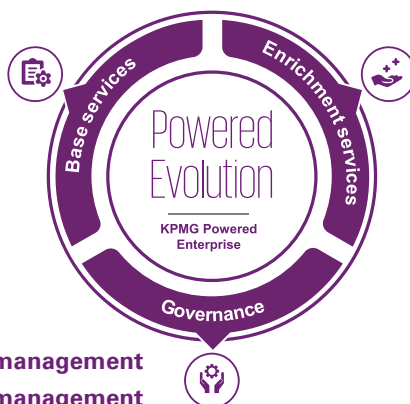 Base services
Enrichment services
Powered
Evolution
KPMG Powered
Enterprise
Governance
management
management